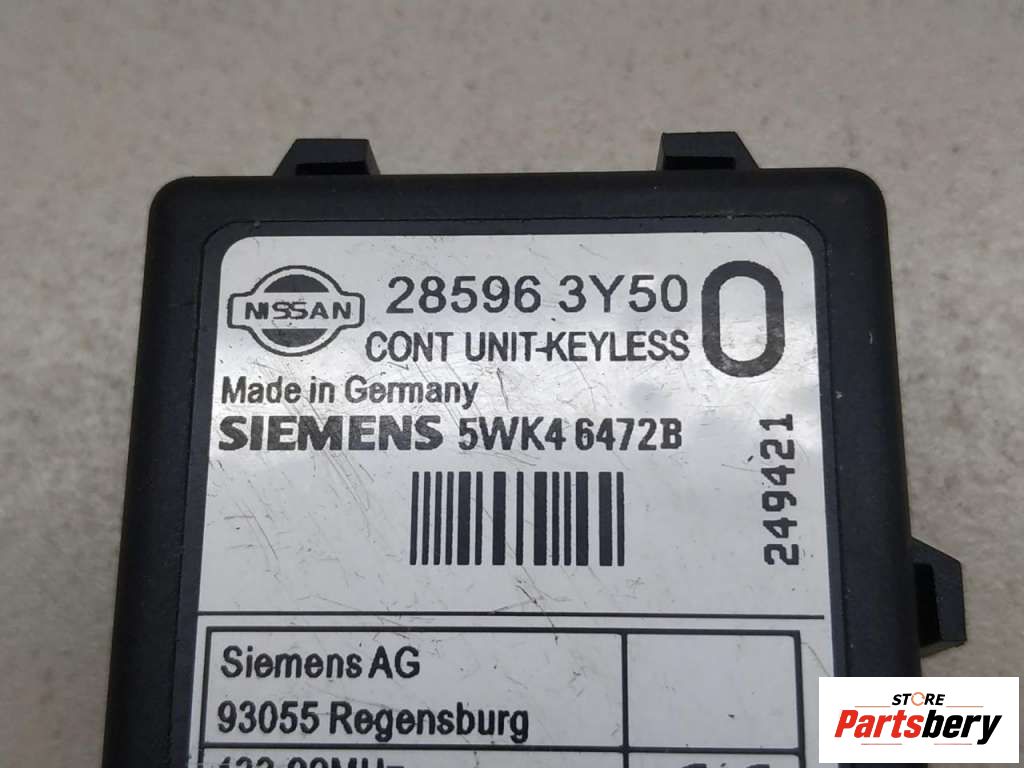 NISSAN
28596 3Y50
0
CONT UNIT-KEYLESS
Made in Germany
SIEMENS 5WK4 6472B
249421
Siemens AG
93055 Regensburg
STORE
Partsbery